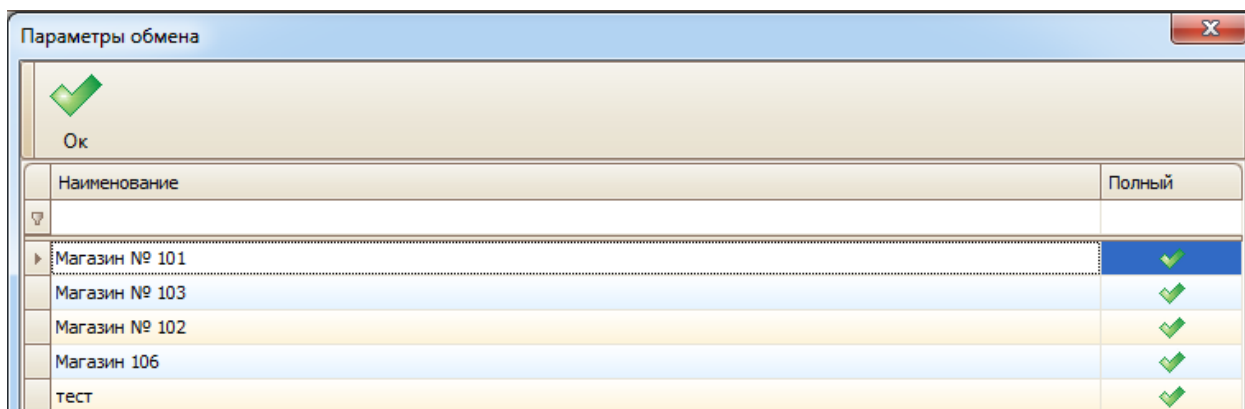 Параметры обмена
Ок
Наименование Полный
Магазин № 101
Магазин № 103
Магазин № 102
Магазин 106
тест